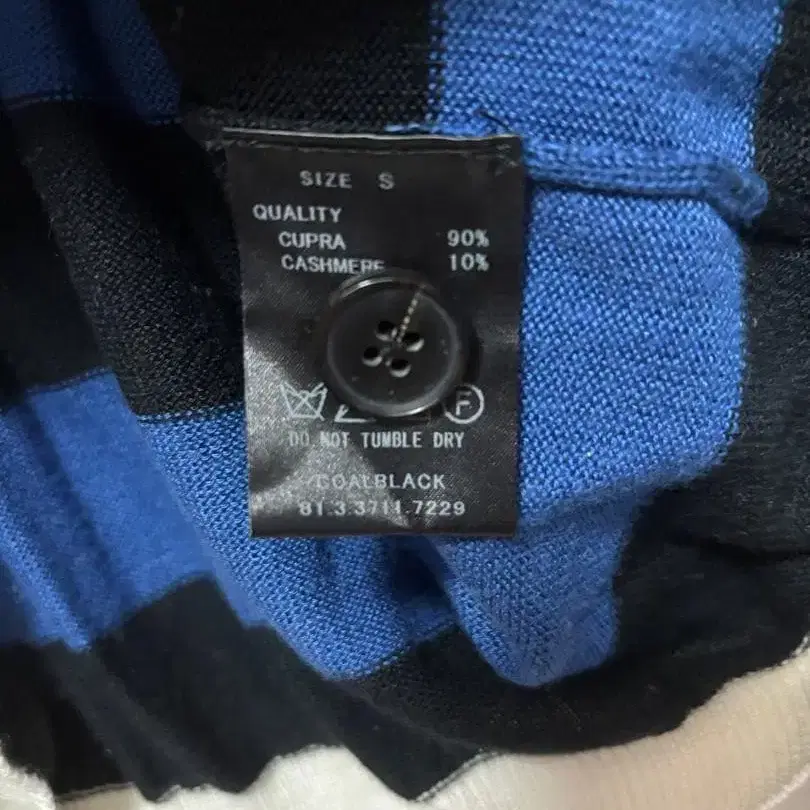 SIZE S
QUALITY
CUPRA 90%
CASHMERE 10%
F
DO NOT TUMBLE DRY
COALBLACK
81.3.3711.7229